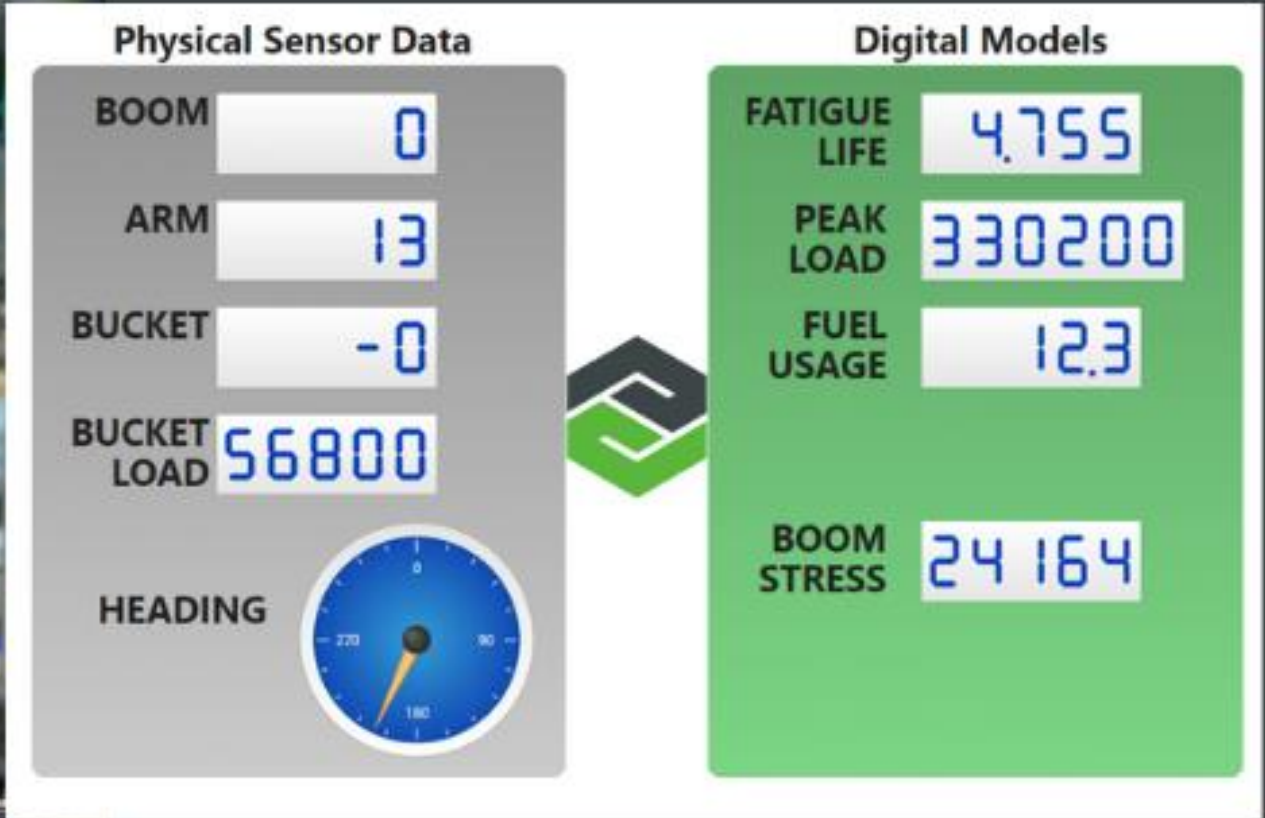 Physical Sensor Data
BOOM 0
ARM 13
BUCKET -0
BUCKET
LOAD 56800
HEADING
0
270 90
180
Digital Models
FATIGUE
LIFE 4.755
PEAK
LOAD 330200
FUEL
USAGE 12.3
BOOM
STRESS 24164